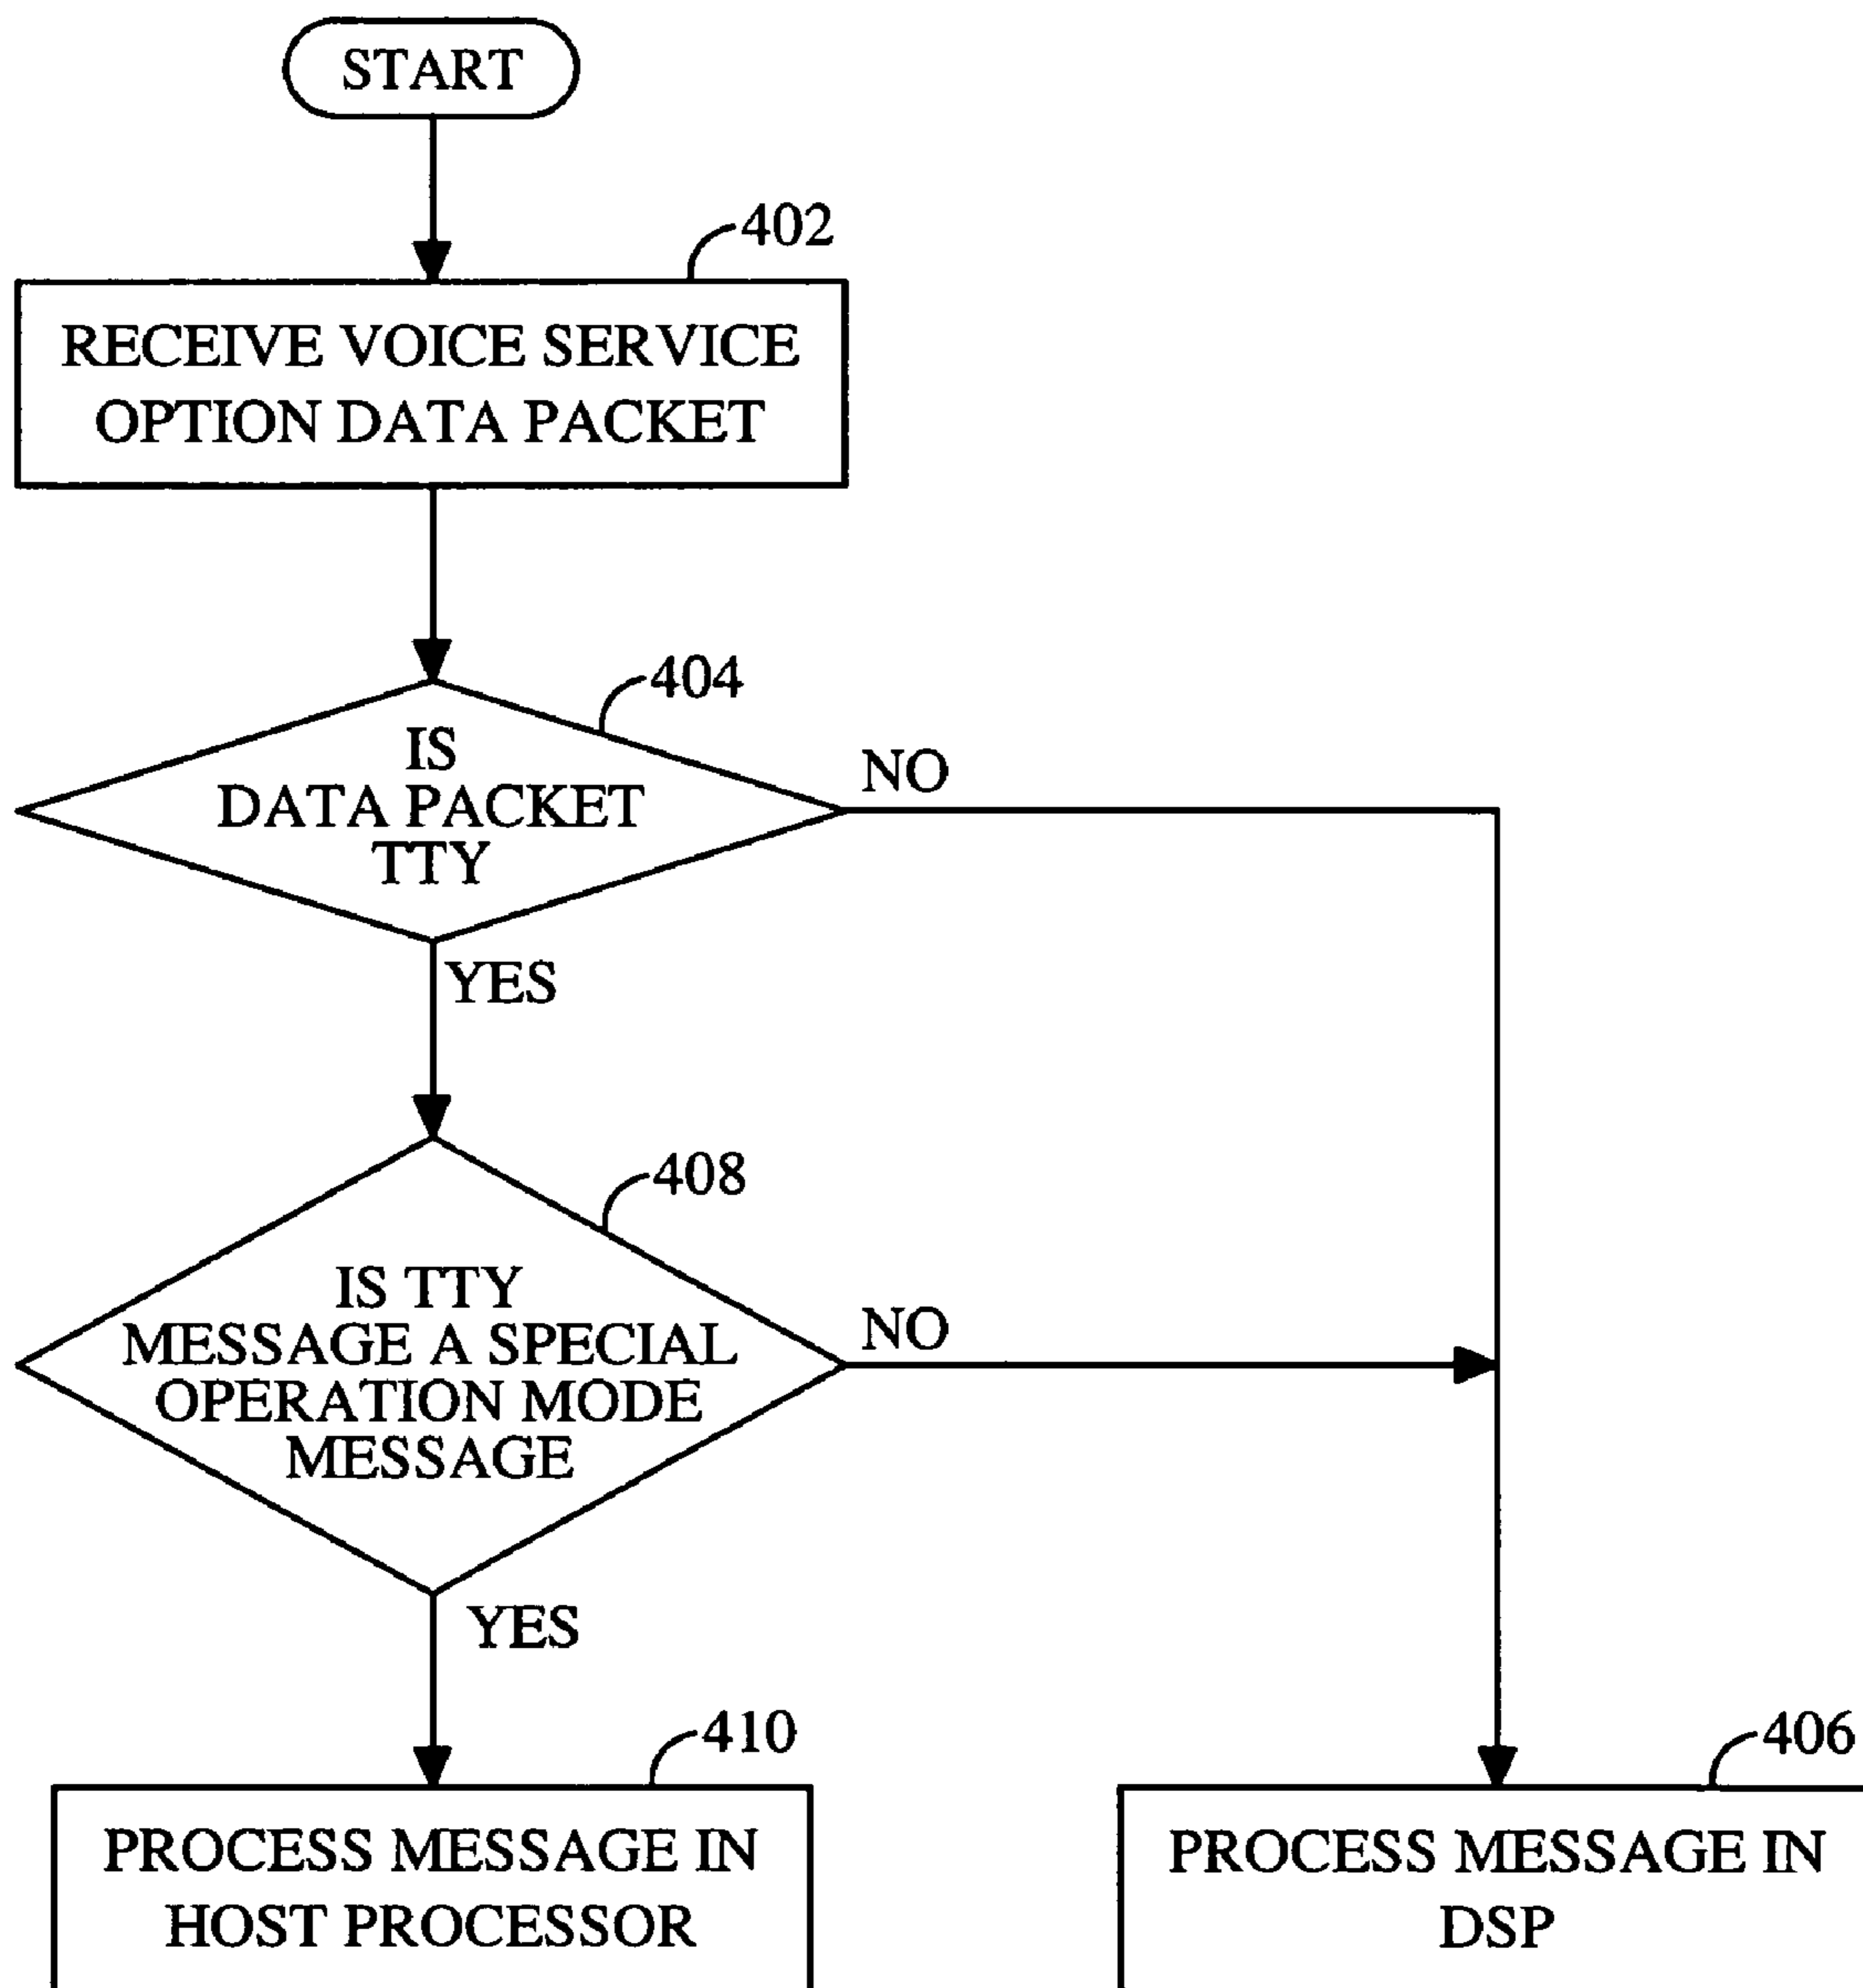 START
402
RECEIVE VOICE SERVICE
OPTION DATA PACKET
404
IS
DATA PACKET
TTY
NO
YES
408
IS TTY
MESSAGE A SPECIAL
OPERATION MODE
MESSAGE
NO
YES
410
PROCESS MESSAGE IN
HOST PROCESSOR
406
PROCESS MESSAGE IN
DSP